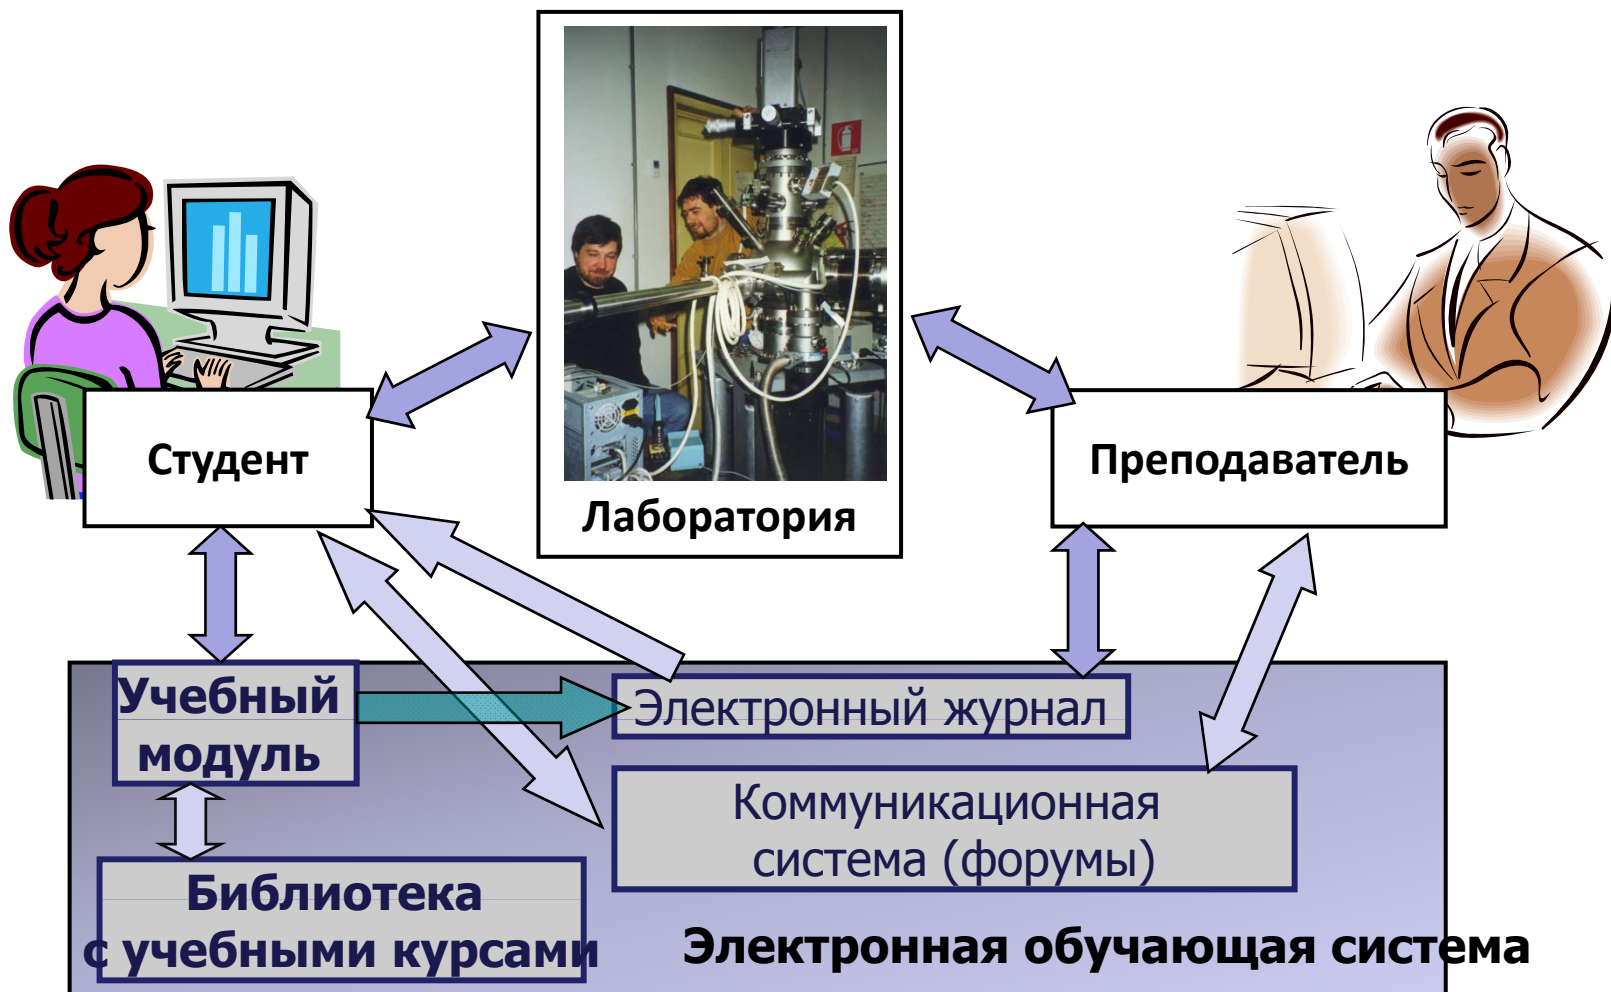 Студент
Лаборатория
Преподаватель
Учебный
модуль
Электронный журнал
Коммуникационная
система (форумы)
Библиотека
с учебными курсами
Электронная обучающая система